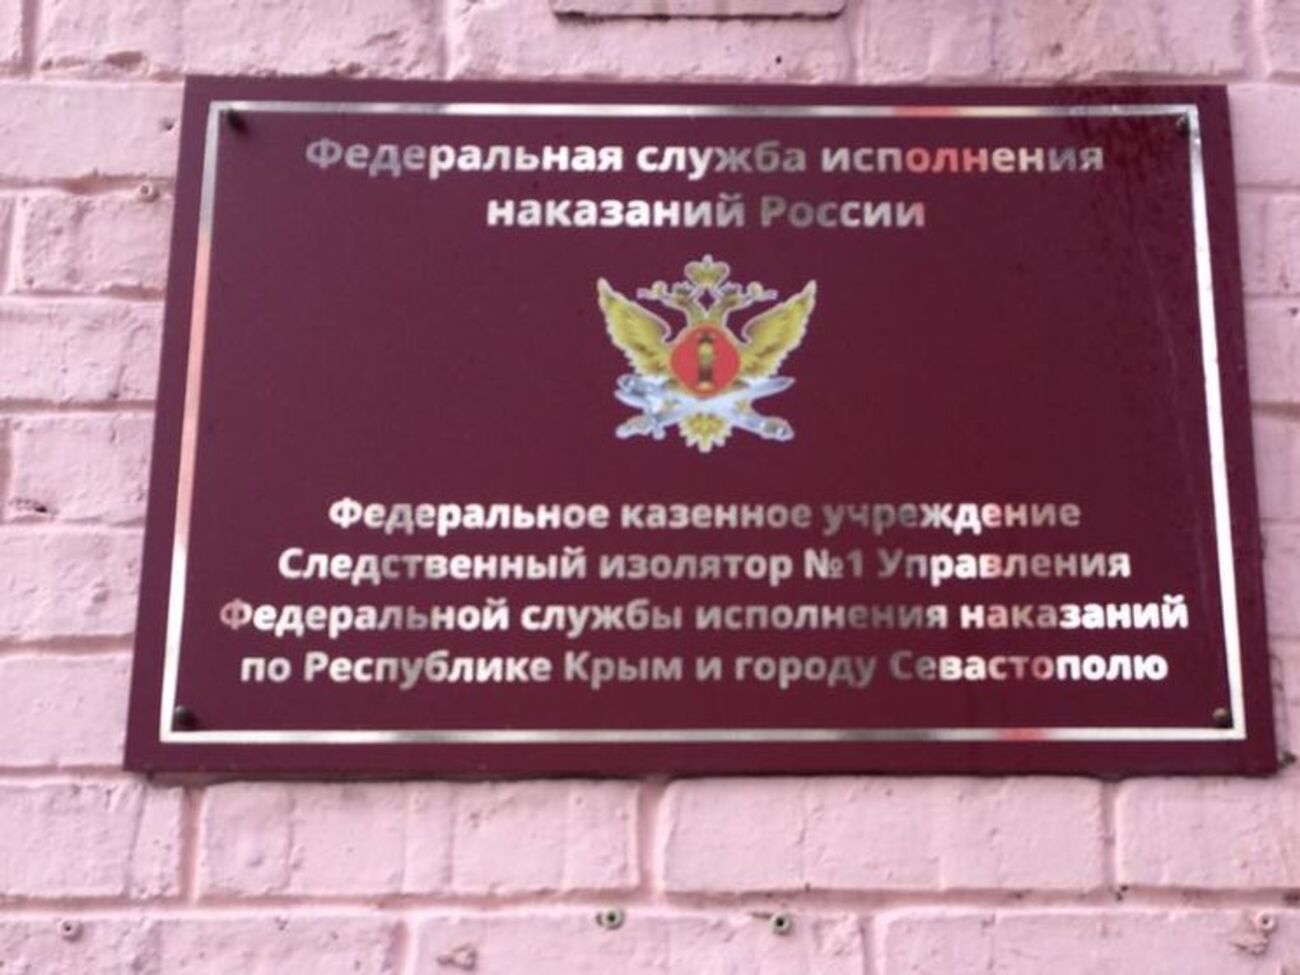 Федеральная служба исполнения
наказаний России
Федеральное казенное учреждение
Следственный изолятор №1 Управления
Федеральной службы исполнения наказаний
по Республике Крым и городу Севастополю